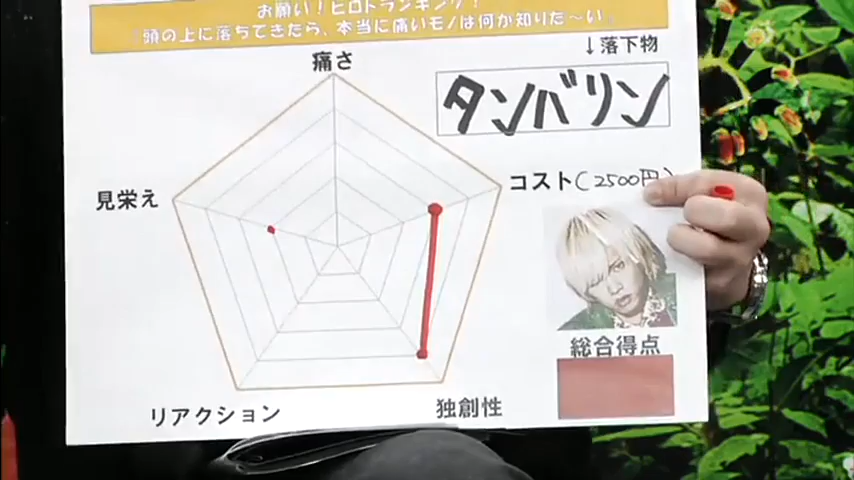 お願い！ヒロトランキング！
『頭の上に落ちてきたら、本当に痛いモノは何か知りた～い』
↓落下物
タンバリン
痛さ
見栄え
コスト(2500円)
リアクション
独創性
総合得点